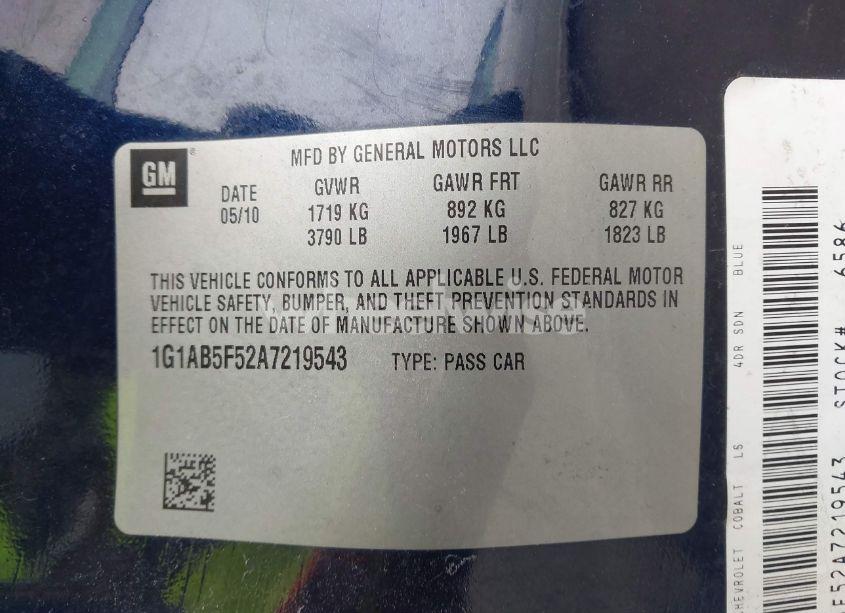 GM
MFD BY GENERAL MOTORS LLC
DATE GVWR GAWR FRT GAWR RR
05/10 1719 KG 892 KG 827 KG
3790 LB 1967 LB 1823 LB
THIS VEHICLE CONFORMS TO ALL APPLICABLE U.S. FEDERAL MOTOR
VEHICLE SAFETY, BUMPER, AND THEFT PREVENTION STANDARDS IN
EFFECT ON THE DATE OF MANUFACTURE SHOWN ABOVE.
1G1AB5F52A7219543 TYPE: PASS CAR
HEVROLET COBALT LS 4DR SDN BLUE
F52A7219543 STOCK# 6586